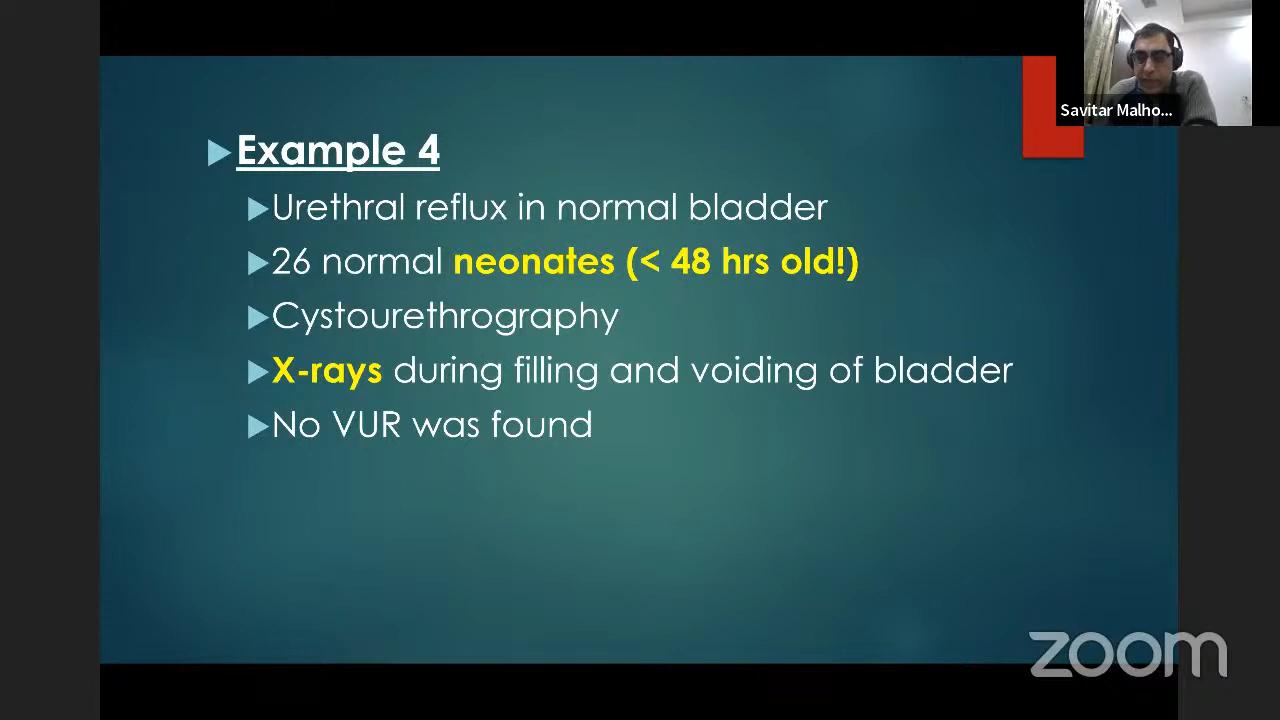 Savitar Malho...
Example 4
Urethral reflux in normal bladder
26 normal neonates (< 48 hrs old!)
Cystourethrography
X-rays during filling and voiding of bladder
No VUR was found
zoom